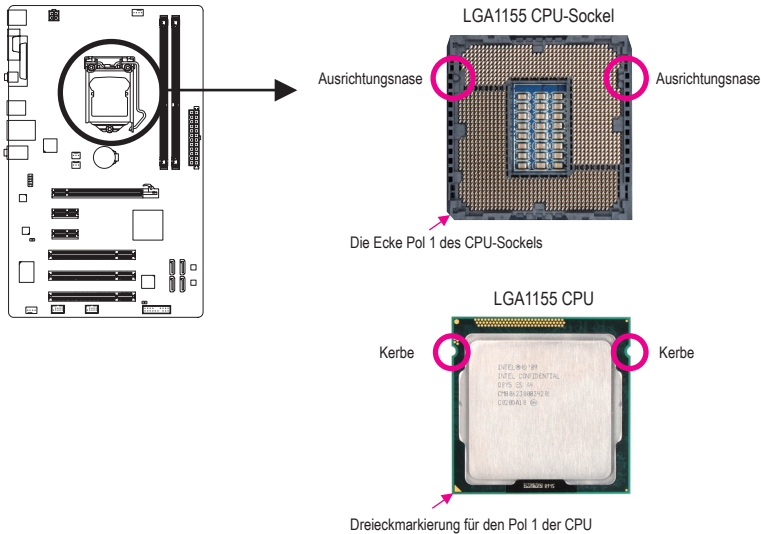 LGA1155 CPU-Sockel
Ausrichtungsnase
Ausrichtungsnase
Die Ecke Pol 1 des CPU-Sockels
LGA1155 CPU
Kerbe
Kerbe
INTEL CONFIDENTIAL
Dreieckmarkierung für den Pol 1 der CPU